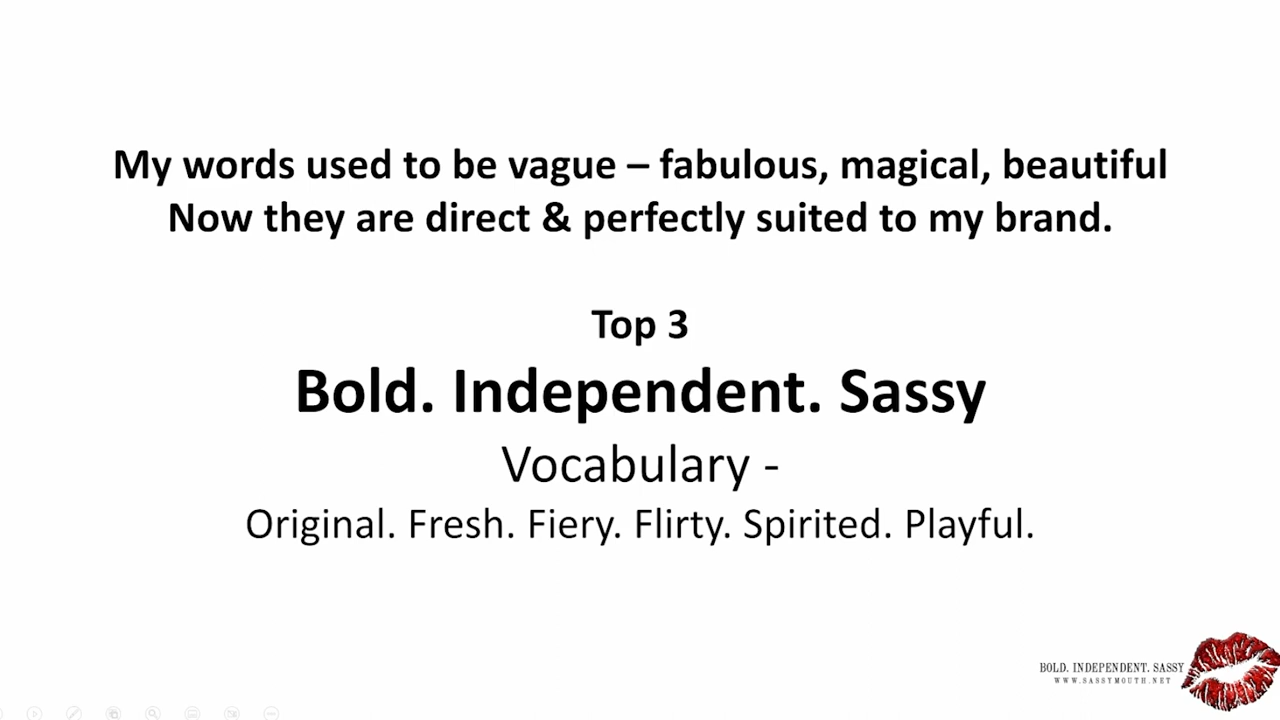 My words used to be vague – fabulous, magical, beautiful
Now they are direct & perfectly suited to my brand.
Top 3
Bold. Independent. Sassy
Vocabulary -
Original. Fresh. Fiery. Flirty. Spirited. Playful.
BOLD. INDEPENDENT. SASSY
WWW.SASSYMOUTH.NET